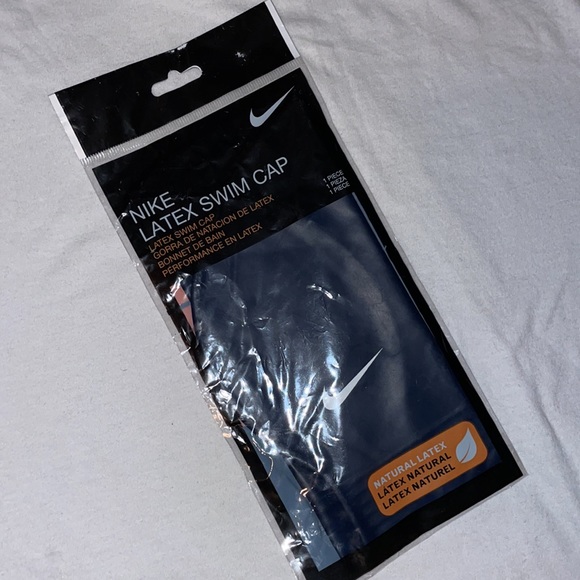 NIKE
LATEX SWIM CAP
LATEX SWIM CAP
GORRA DE NATACION DE LATEX
BONNET DE BAIN
PERFORMANCE EN LATEX
1 PIECE
1 PIEZA
1 PIECE
NATURAL LATEX
LATEX NATURAL
LATEX NATUREL